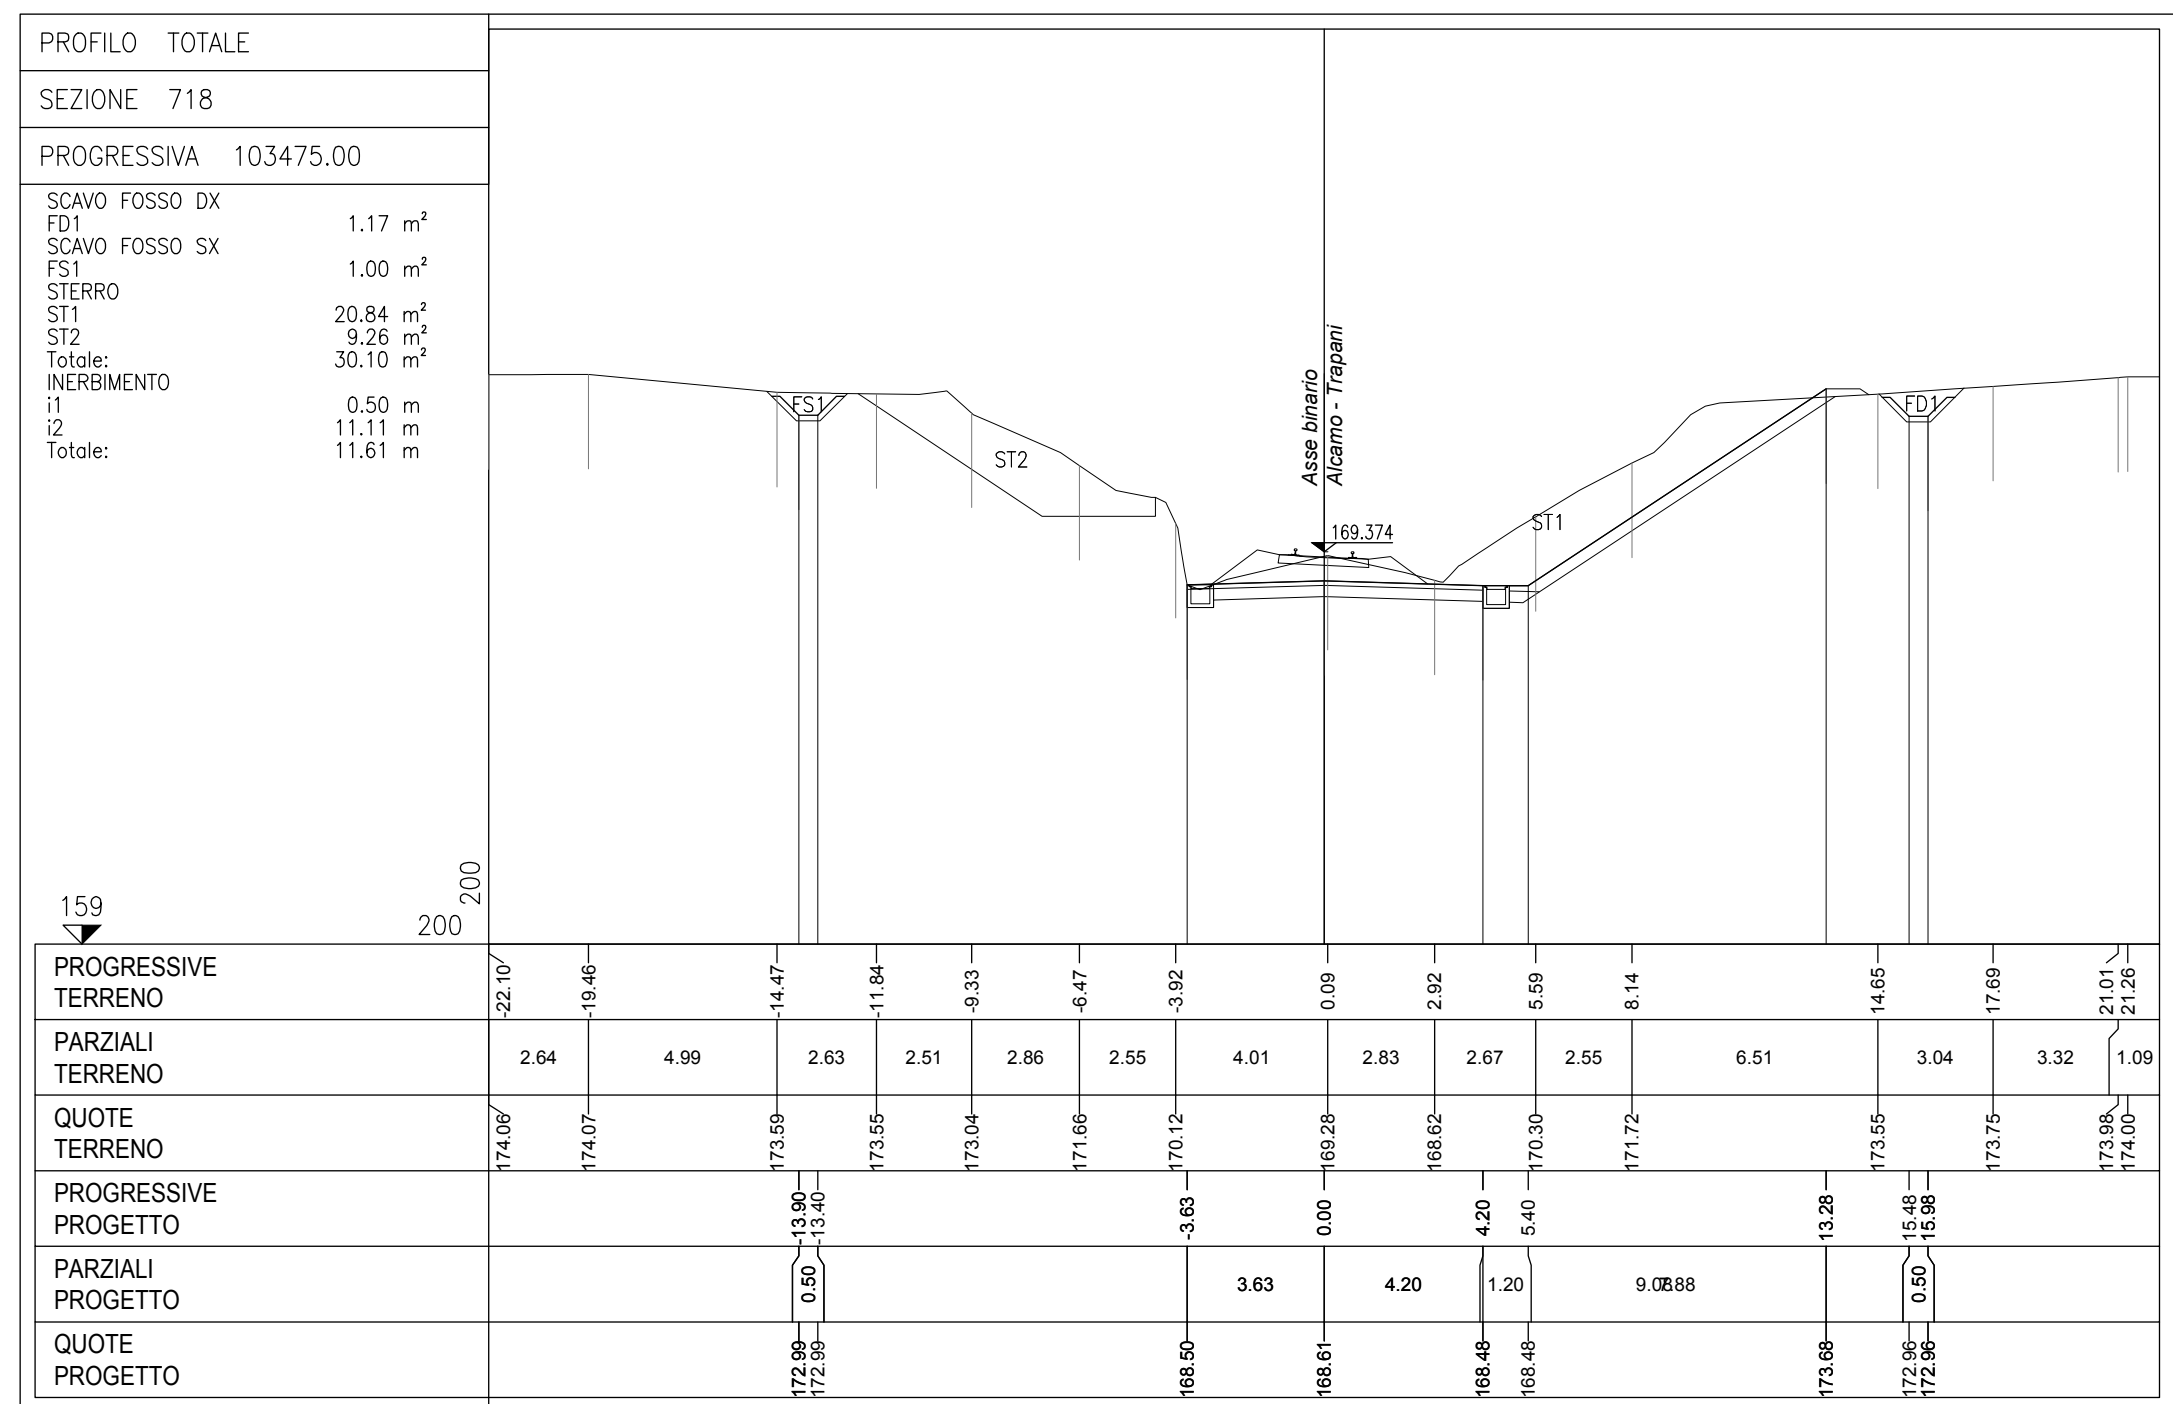 PROFILO TOTALE
SEZIONE 718
PROGRESSIVA 103475.00
SCAVO FOSSO DX
FD1 1.17 m²
SCAVO FOSSO SX
FS1 1.00 m²
STERRO
ST1 20.84 m²
ST2 9.26 m²
Totale: 30.10 m²
INERBIMENTO
i1 0.50 m
i2 11.11 m
Totale: 11.61 m
FS1
ST2
Asse binario
Alcamo - Trapani
169.374
ST1
FD1
159
200
200
PROGRESSIVE
TERRENO
-22.10 -19.46 -14.47 -11.84 -9.33 -6.47 -3.92 0.09 2.92 5.59 8.14 14.65 17.69 21.01 21.26
PARZIALI
TERRENO
2.64 4.99 2.63 2.51 2.86 2.55 4.01 2.83 2.67 2.55 6.51 3.04 3.32 1.09
QUOTE
TERRENO
174.06 174.07 173.59 173.55 173.04 171.66 170.12 169.28 168.62 170.30 171.72 173.55 173.75 173.98 174.00
PROGRESSIVE
PROGETTO
-13.90 -13.40 -3.63 0.00 4.20 5.40 13.28 15.48 15.98
PARZIALI
PROGETTO
0.50 3.63 4.20 1.20 9.08 7.88 0.50
QUOTE
PROGETTO
172.99 172.99 168.50 168.61 168.48 168.48 173.68 172.96 172.96